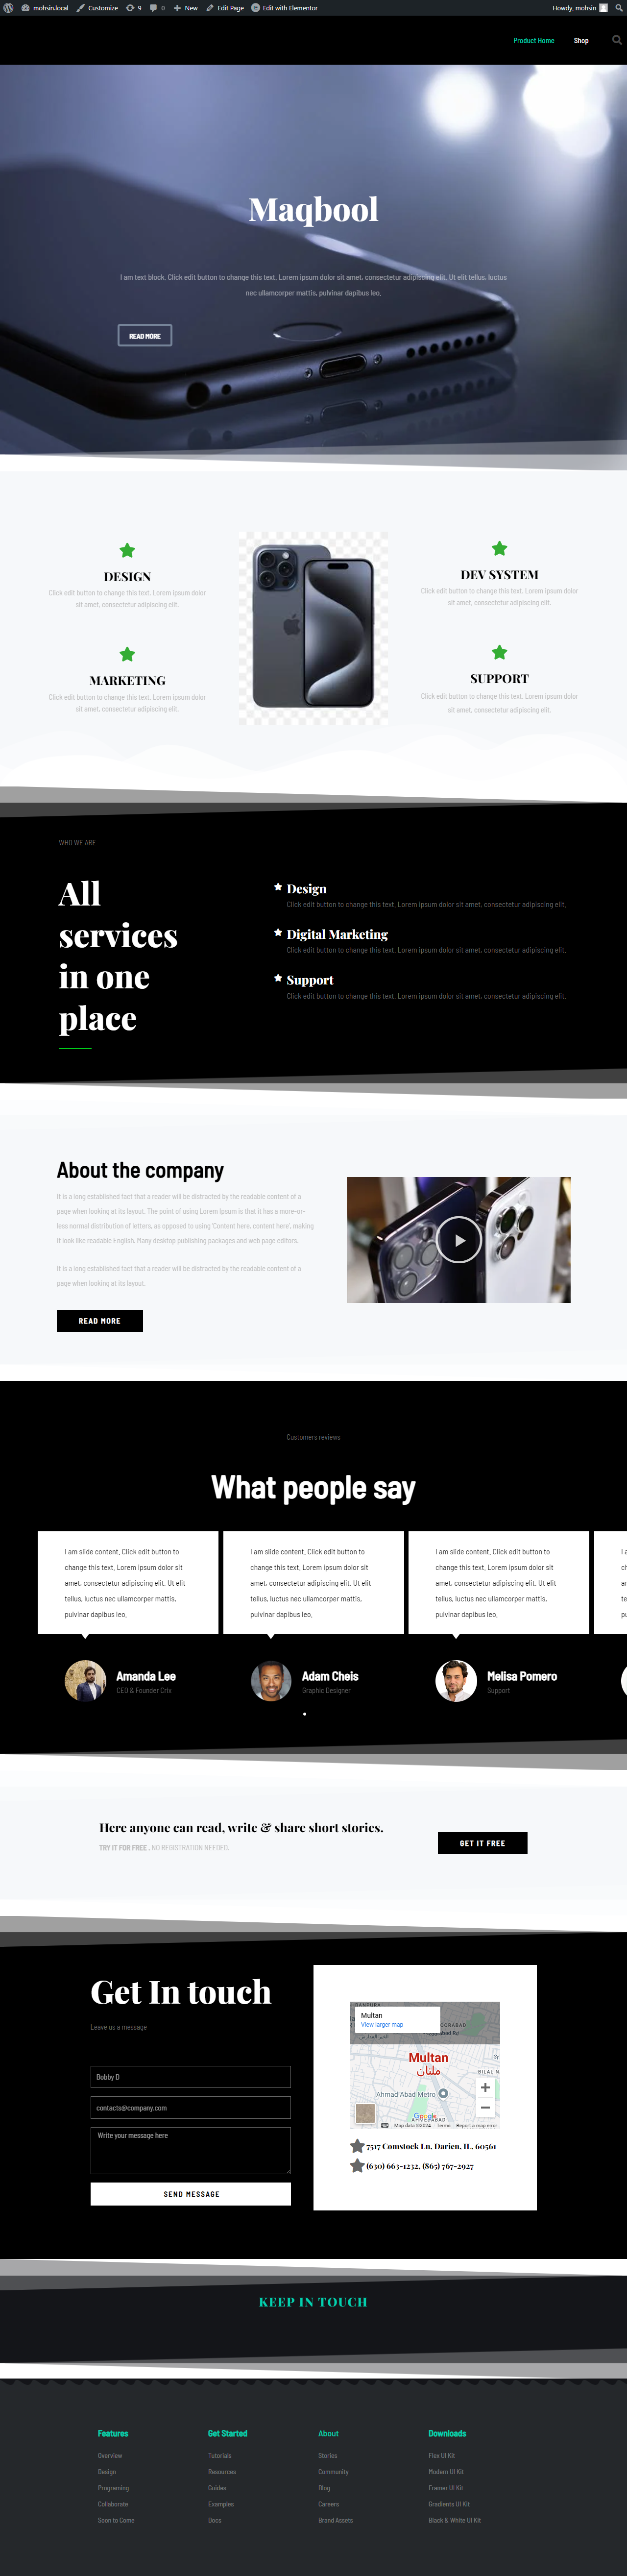 mohsin.local Customize 9 0 New Edit Page Edit with Elementor Howdy, mohsin
Product Home Shop
Maqbool
I am text block. Click edit button to change this text. Lorem ipsum dolor sit amet, consectetur adipiscing elit. Ut elit tellus, luctus
nec ullamcorper mattis, pulvinar dapibus leo.
READ MORE
DESIGN
Click edit button to change this text. Lorem ipsum dolor
sit amet, consectetur adipiscing elit.
MARKETING
Click edit button to change this text. Lorem ipsum dolor
sit amet, consectetur adipiscing elit.
DEV SYSTEM
Click edit button to change this text. Lorem ipsum dolor
sit amet, consectetur adipiscing elit.
SUPPORT
Click edit button to change this text. Lorem ipsum dolor
sit amet, consectetur adipiscing elit.
WHO WE ARE
All
services
in one
place
Design
Click edit button to change this text. Lorem ipsum dolor sit amet, consectetur adipiscing elit.
Digital Marketing
Click edit button to change this text. Lorem ipsum dolor sit amet, consectetur adipiscing elit.
Support
Click edit button to change this text. Lorem ipsum dolor sit amet, consectetur adipiscing elit.
About the company
It is a long established fact that a reader will be distracted by the readable content of a
page when looking at its layout. The point of using Lorem Ipsum is that it has a more-or-
less normal distribution of letters, as opposed to using 'Content here, content here', making
it look like readable English. Many desktop publishing packages and web page editors.
It is a long established fact that a reader will be distracted by the readable content of a
page when looking at its layout.
READ MORE
Customers reviews
What people say
I am slide content. Click edit button to
change this text. Lorem ipsum dolor sit
amet, consectetur adipiscing elit. Ut elit
tellus, luctus nec ullamcorper mattis,
pulvinar dapibus leo.
Amanda Lee
CEO & Founder Crix
I am slide content. Click edit button to
change this text. Lorem ipsum dolor sit
amet, consectetur adipiscing elit. Ut elit
tellus, luctus nec ullamcorper mattis,
pulvinar dapibus leo.
Adam Cheis
Graphic Designer
I am slide content. Click edit button to
change this text. Lorem ipsum dolor sit
amet, consectetur adipiscing elit. Ut elit
tellus, luctus nec ullamcorper mattis,
pulvinar dapibus leo.
Melisa Pomero
Support
Here anyone can read, write & share short stories.
TRY IT FOR FREE . NO REGISTRATION NEEDED.
GET IT FREE
Get In touch
Leave us a message
Bobby D
contacts@company.com
Write your message here
SEND MESSAGE
Multan
View larger map
Multan
ملتان
Ahmad Abad Metro
Google
Map data ©2024 Terms Report a map error
7517 Comstock Ln, Darien, IL, 60561
(630) 663-1232, (865) 767-2927
KEEP IN TOUCH
Features
Overview
Design
Programing
Collaborate
Soon to Come
Get Started
Tutorials
Resources
Guides
Examples
Docs
About
Stories
Community
Blog
Careers
Brand Assets
Downloads
Flex UI Kit
Modern UI Kit
Framer UI Kit
Gradients UI Kit
Black & White UI Kit